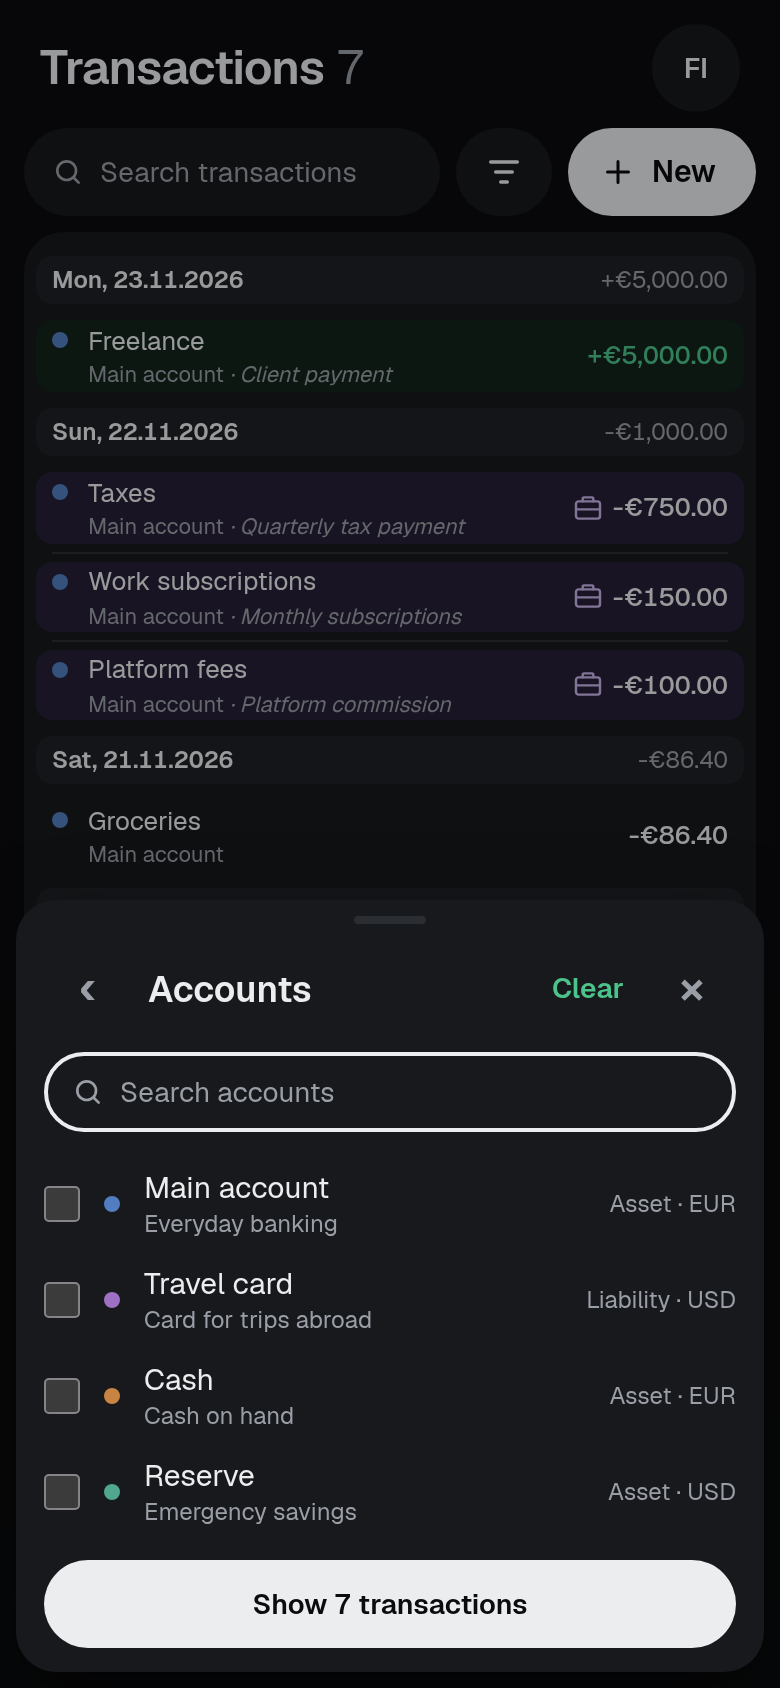 Transactions 7
FI
Search transactions
New
Mon, 23.11.2026 +€5,000.00
Freelance
Main account · Client payment
+€5,000.00
Sun, 22.11.2026 -€1,000.00
Taxes
Main account · Quarterly tax payment
-€750.00
Work subscriptions
Main account · Monthly subscriptions
-€150.00
Platform fees
Main account · Platform commission
-€100.00
Sat, 21.11.2026 -€86.40
Groceries
Main account
-€86.40
Accounts
Clear
Search accounts
Main account
Everyday banking
Asset · EUR
Travel card
Card for trips abroad
Liability · USD
Cash
Cash on hand
Asset · EUR
Reserve
Emergency savings
Asset · USD
Show 7 transactions